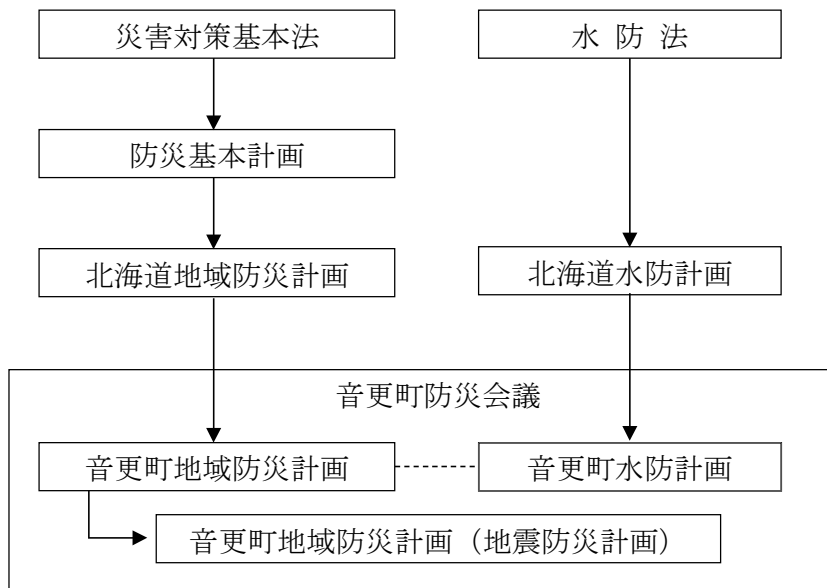 災害対策基本法
水 防 法
防災基本計画
北海道地域防災計画
北海道水防計画
音更町防災会議
音更町地域防災計画
音更町水防計画
音更町地域防災計画（地震防災計画）